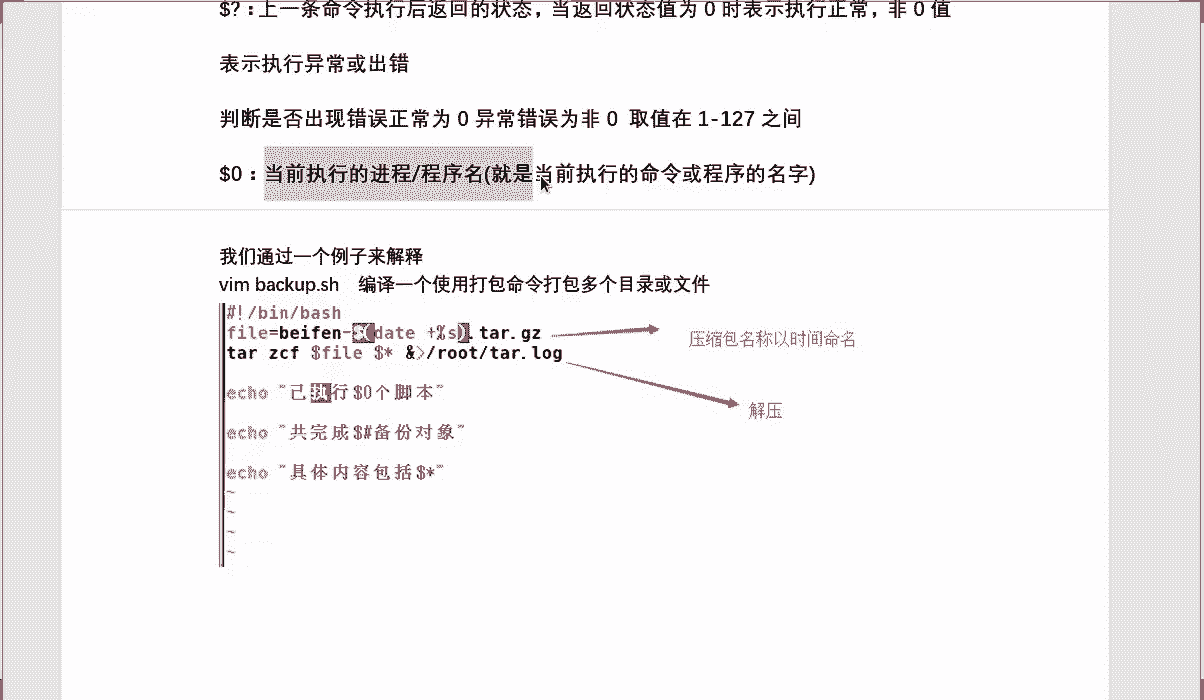 $?：上一条命令执行后返回的状态，当返回状态值为 0 时表示执行正常，非 0 值
表示执行异常或出错
判断是否出现错误正常为 0 异常错误为非 0 取值在 1-127 之间
$0：当前执行的进程/程序名(就是当前执行的命令或程序的名字)
我们通过一个例子来解释
vim backup.sh 编译一个使用打包命令打包多个目录或文件
#!/bin/bash
file=beifen-$(date +%s).tar.gz
压缩包名称以时间命名
tar zcf $file $* &>/root/tar.log
echo "已执行$0个脚本"
解压
echo "共完成$#备份对象"
echo "具体内容包括$*"
~
~
~
~